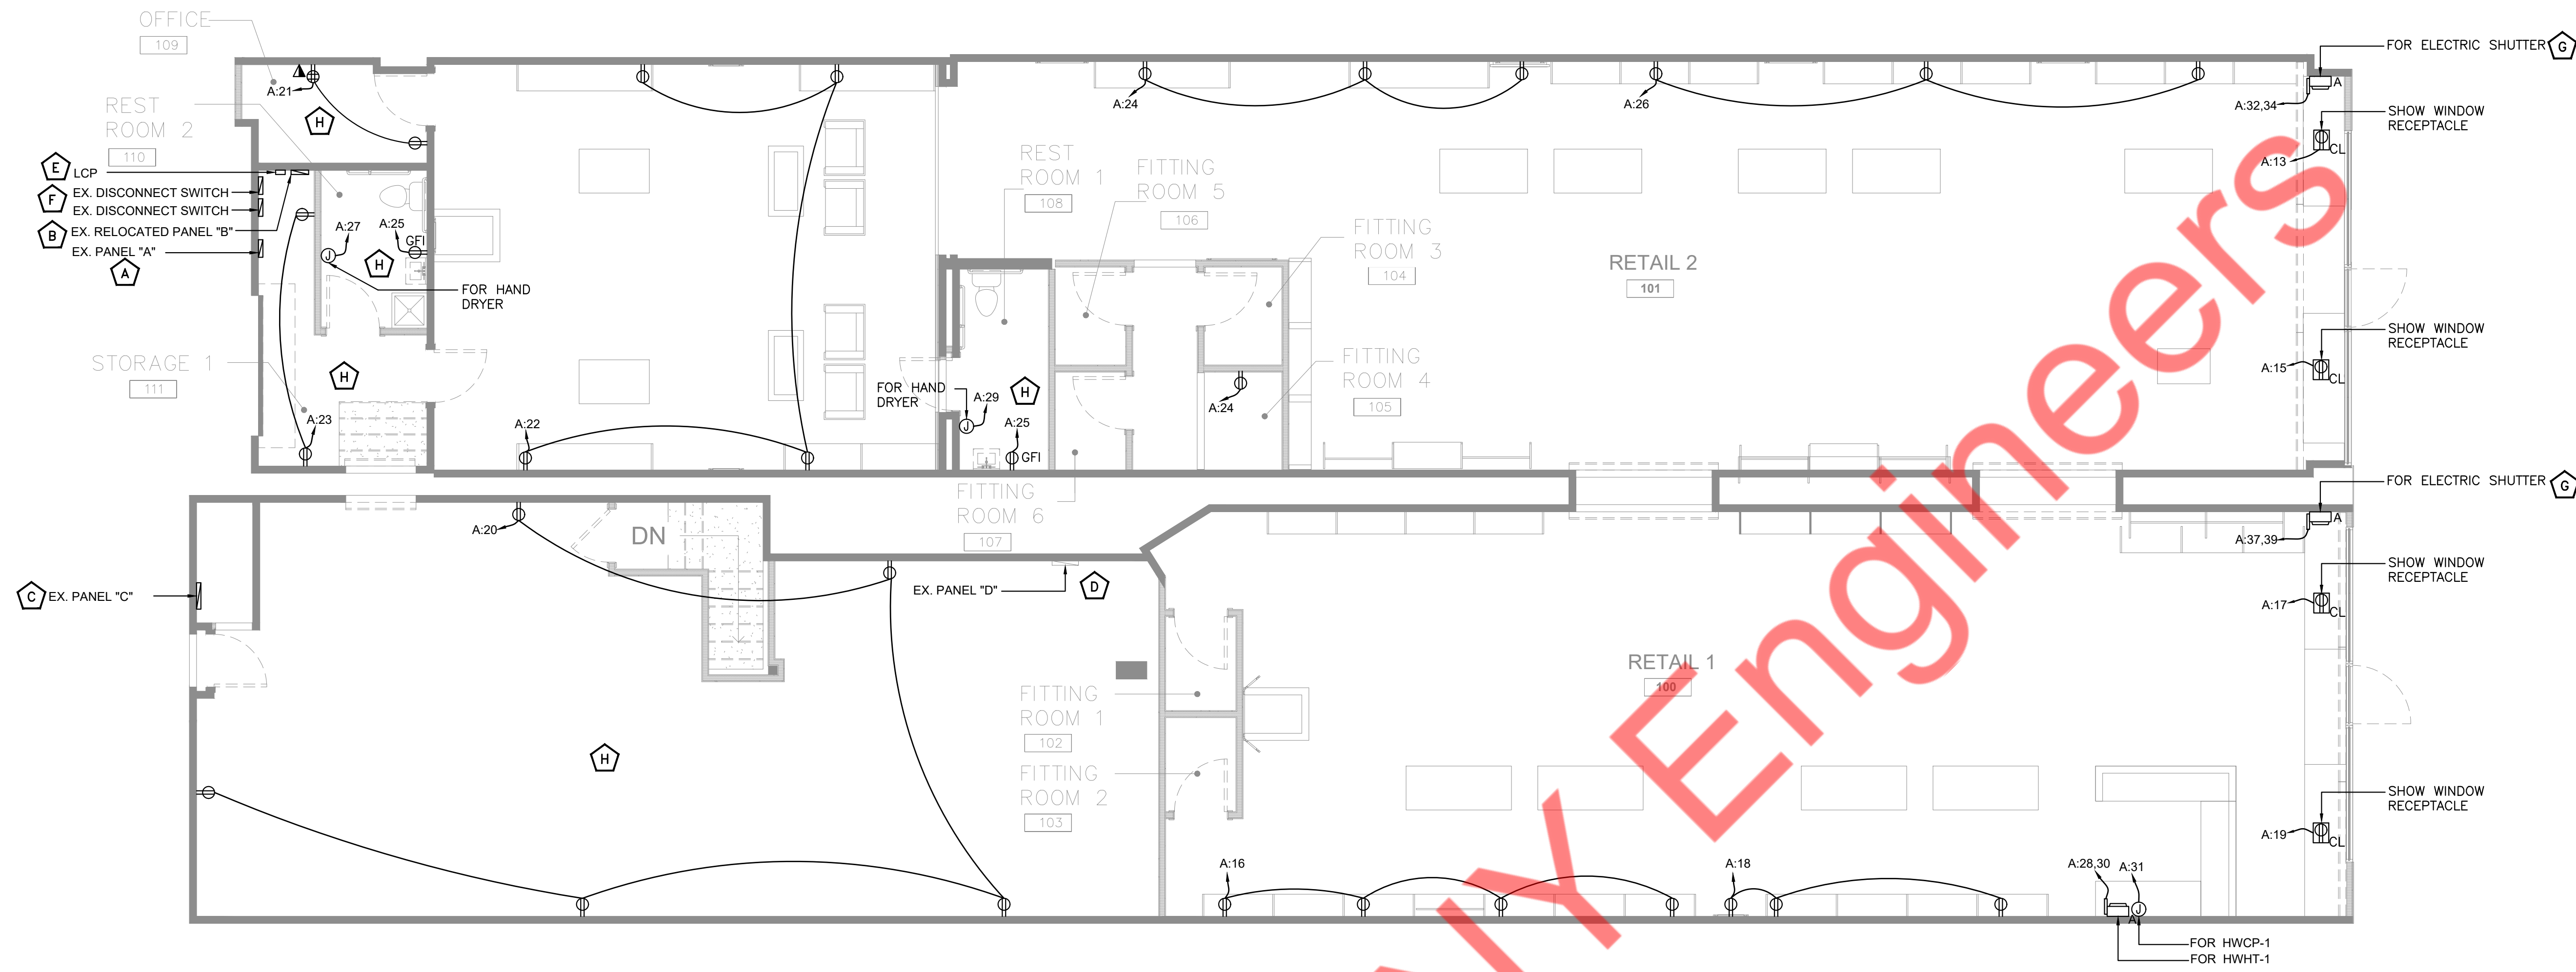 OFFICE
109
FOR ELECTRIC SHUTTER
G
A
A:21
H
A:24
A:26
A:32,34
REST
ROOM 2
110
SHOW WINDOW
RECEPTACLE
A:13
CL
E
LCP
F
EX. DISCONNECT SWITCH
EX. DISCONNECT SWITCH
B
EX. RELOCATED PANEL "B"
EX. PANEL "A"
A
A:27
A:25
GFI
J
H
FOR HAND
DRYER
REST
ROOM 1
108
FITTING
ROOM 5
106
FITTING
ROOM 3
104
RETAIL 2
101
STORAGE 1
111
H
A:23
A:22
FOR HAND
DRYER
A:29
J
H
A:25
GFI
A:24
FITTING
ROOM 4
105
SHOW WINDOW
RECEPTACLE
A:15
CL
FITTING
ROOM 6
107
FOR ELECTRIC SHUTTER
G
A
A:37,39
A:20
DN
C
EX. PANEL "C"
EX. PANEL "D"
D
SHOW WINDOW
RECEPTACLE
A:17
CL
RETAIL 1
100
FITTING
ROOM 1
102
FITTING
ROOM 2
103
H
SHOW WINDOW
RECEPTACLE
A:19
CL
A:16
A:18
A:28,30
A:31
J
A
FOR HWCP-1
FOR HWHT-1
NY Engineers